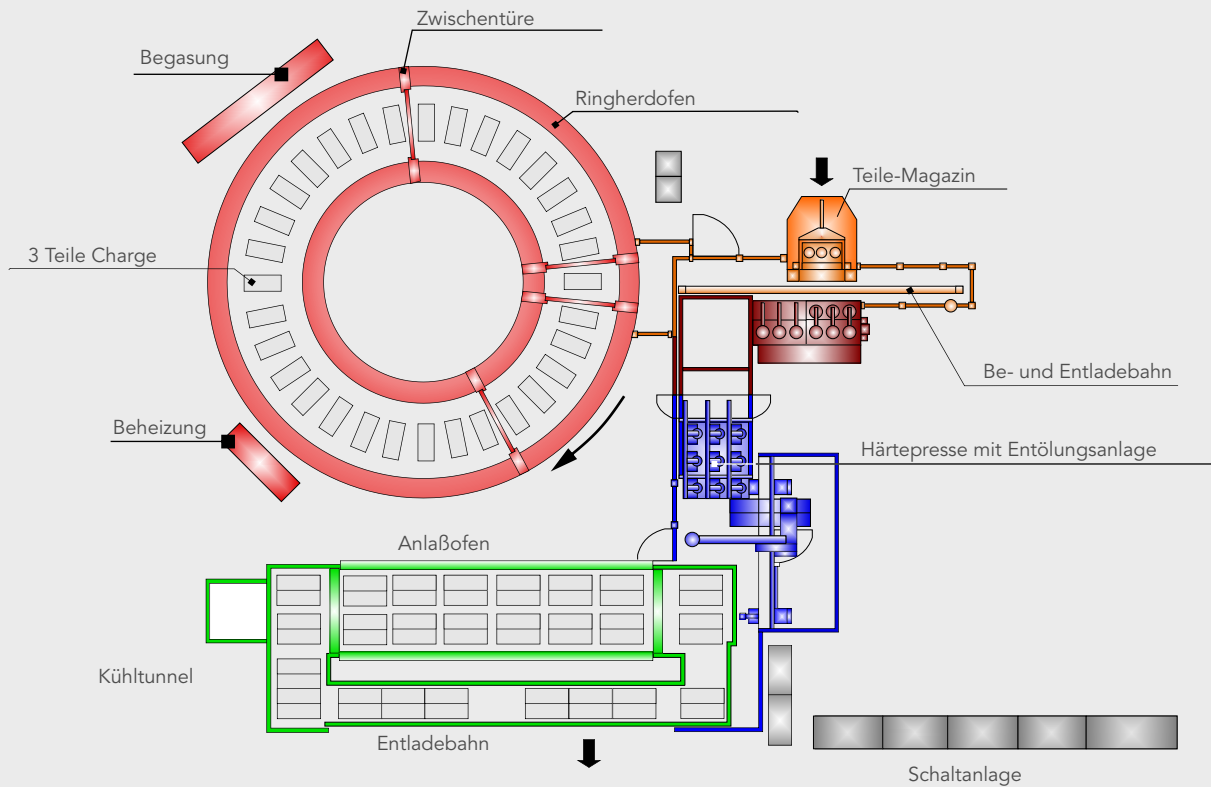 Zwischentüre
Begasung
Ringherdofen
Teile-Magazin
3 Teile Charge
Be- und Entladebahn
Beheizung
Härtepresse mit Entölungsanlage
Anlaßofen
Kühltunnel
Entladebahn
Schaltanlage